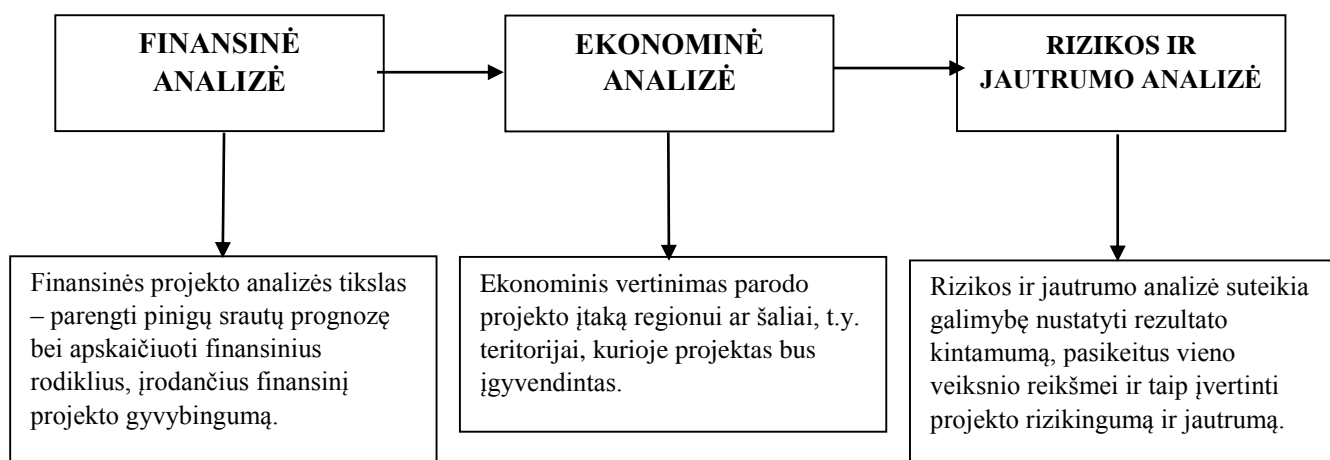 FINANSINĖ
ANALIZĖ
EKONOMINĖ
ANALIZĖ
RIZIKOS IR
JAUTRUMO ANALIZĖ
Finansinės projekto analizės tikslas
– parengti pinigų srautų prognozę
bei apskaičiuoti finansinius
rodiklius, įrodančius finansinį
projekto gyvybingumą.
Ekonominis vertinimas parodo
projekto įtaką regionui ar šaliai, t.y.
teritorijai, kurioje projektas bus
įgyvendintas.
Rizikos ir jautrumo analizė suteikia
galimybę nustatyti rezultato
kintamumą, pasikeitus vieno
veiksnio reikšmei ir taip įvertinti
projekto rizikingumą ir jautrumą.